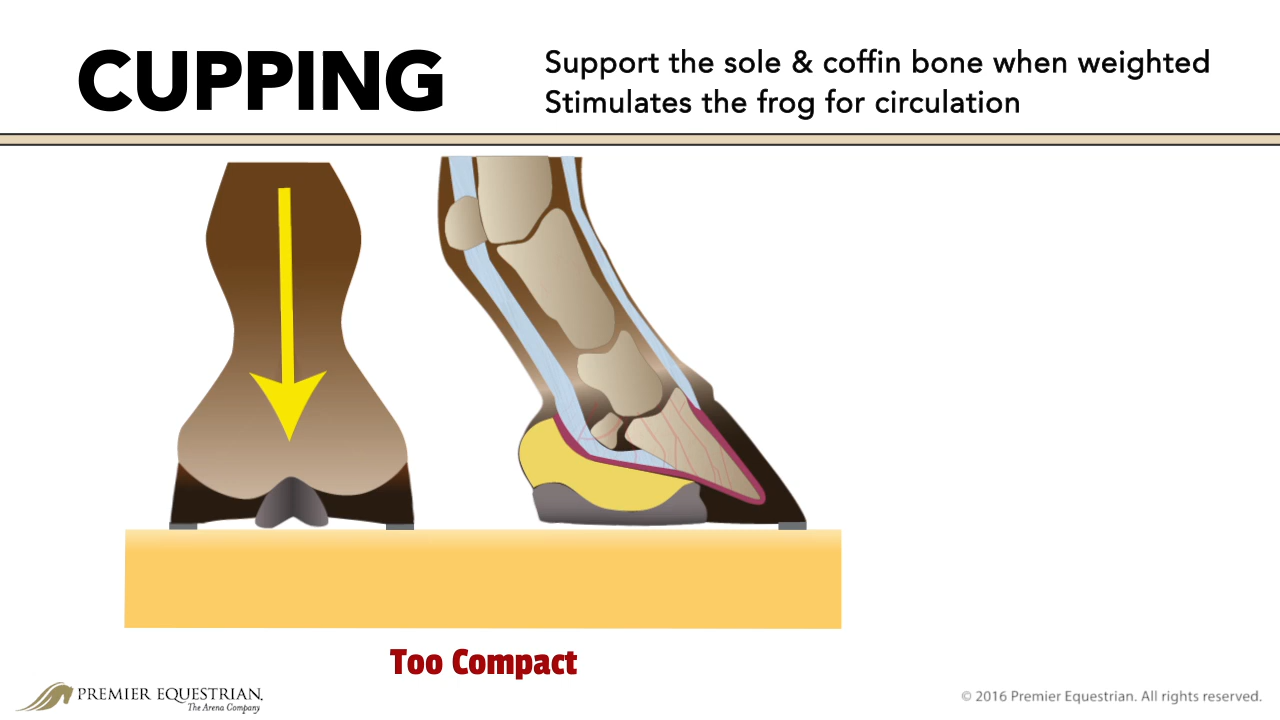 CUPPING
Support the sole & coffin bone when weighted
Stimulates the frog for circulation
Too Compact
PREMIER EQUESTRIAN.
The Arena Company
© 2016 Premier Equestrian. All rights reserved.